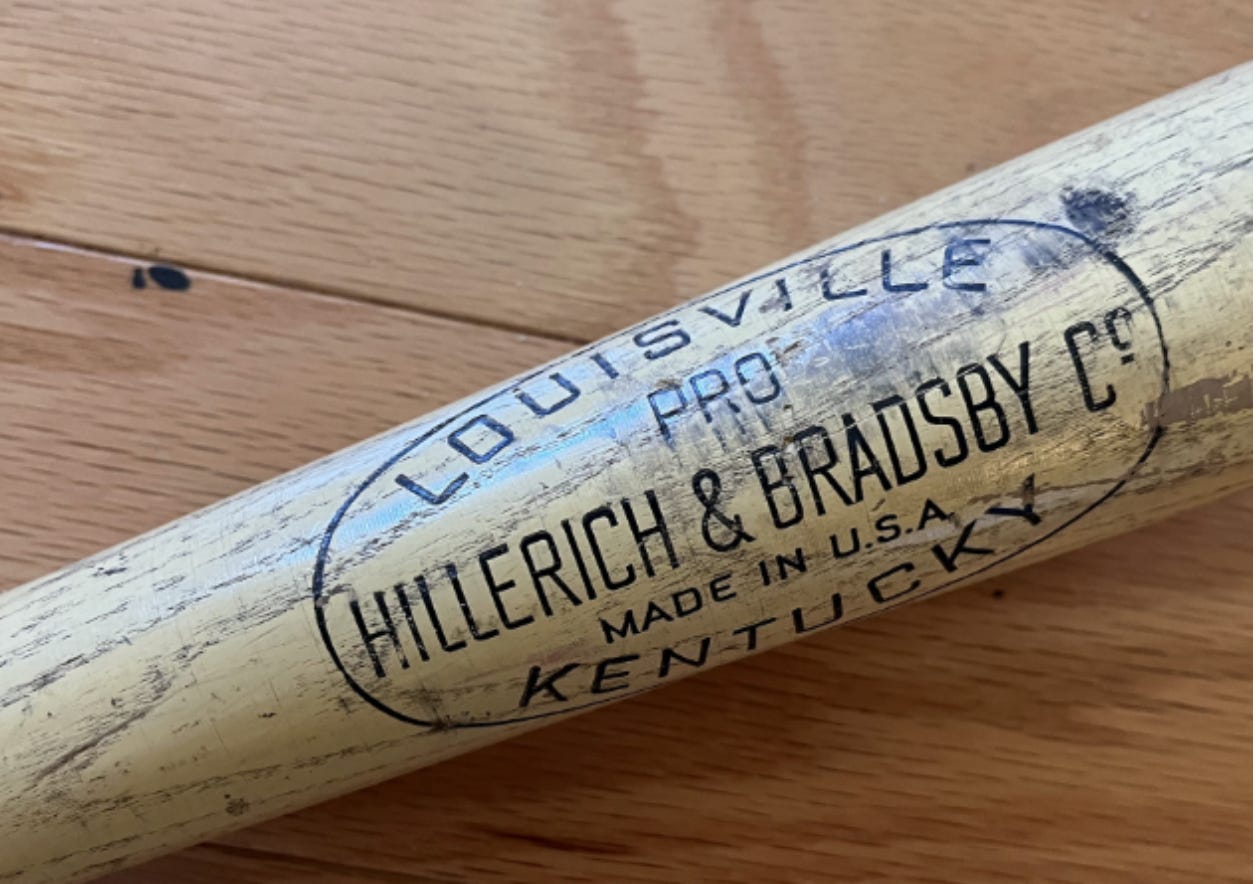 LOUISVILLE
PRO
HILLERICH & BRADSBY Cº
MADE IN U.S.A
KENTUCKY